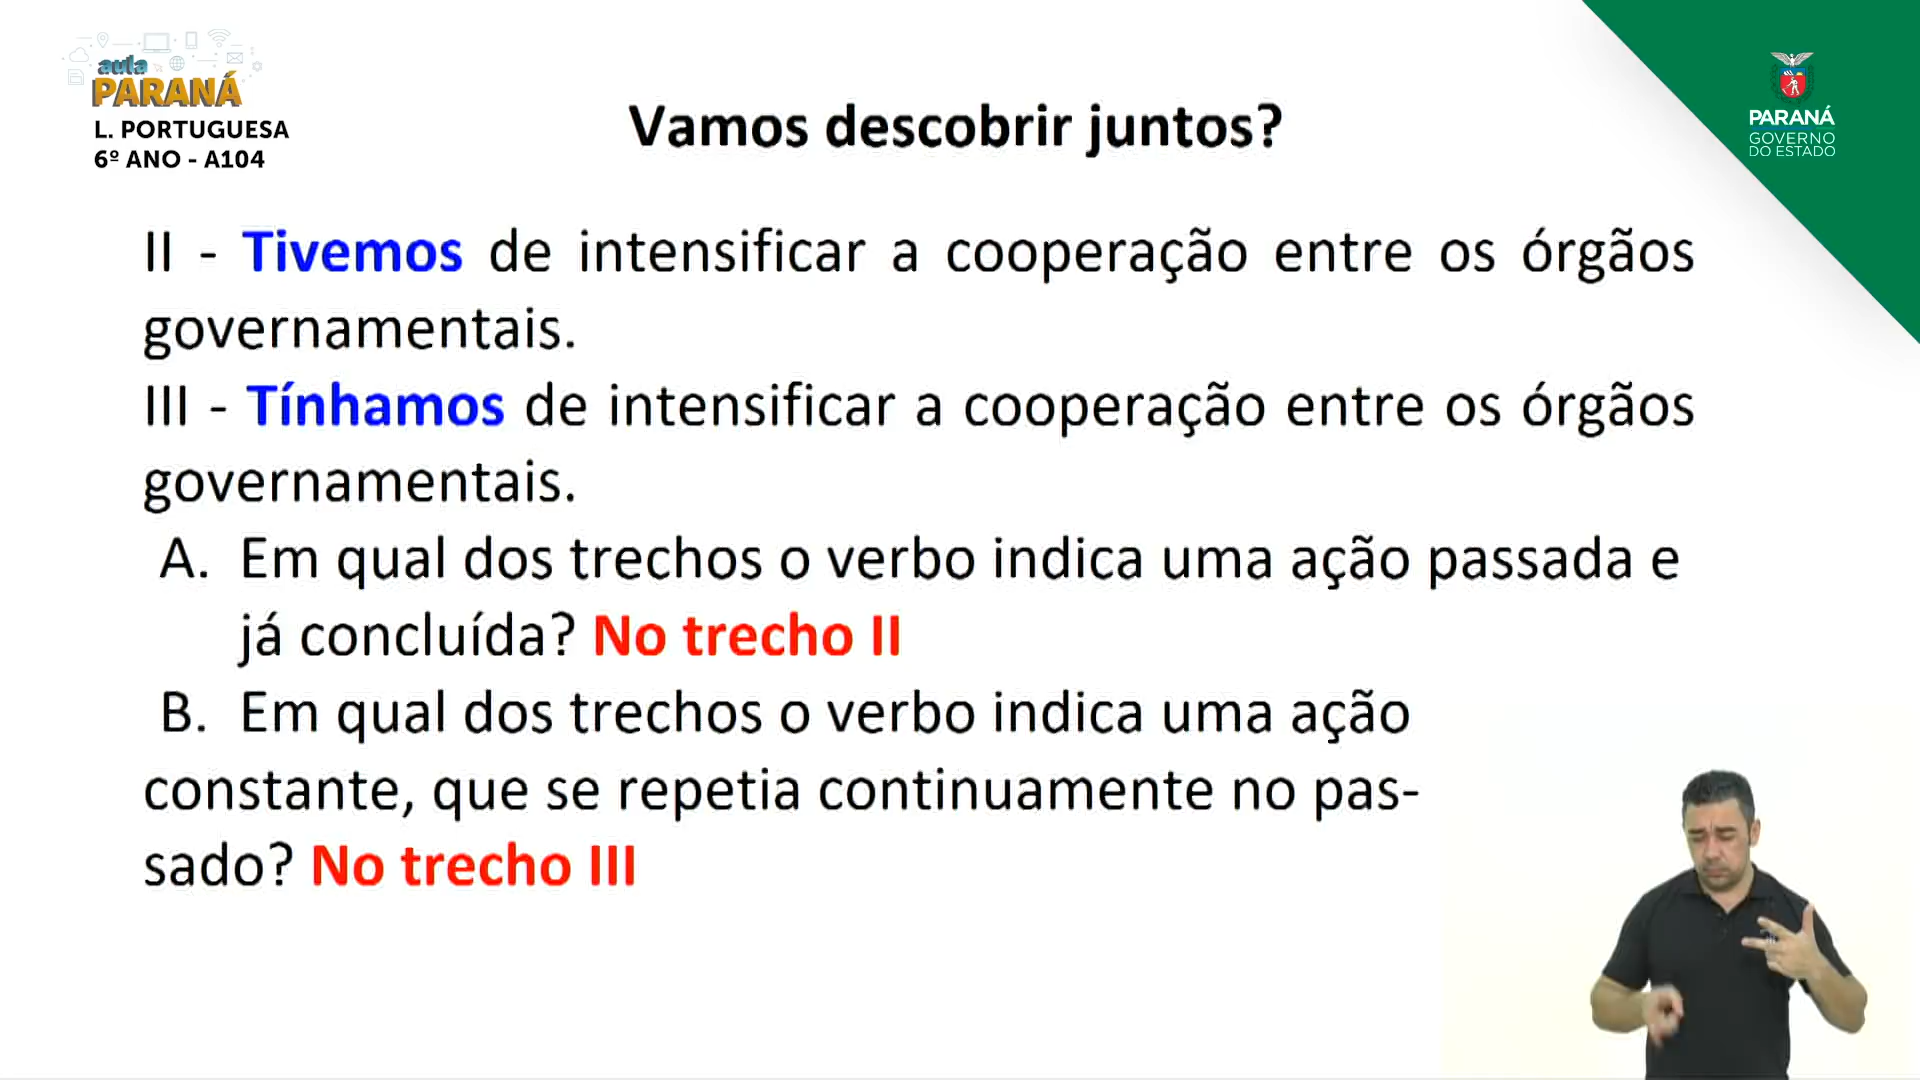 aula
PARANÁ
L. PORTUGUESA
6º ANO - A104
Vamos descobrir juntos?
PARANÁ
GOVERNO
DO ESTADO
II - Tivemos de intensificar a cooperação entre os órgãos
governamentais.
III - Tínhamos de intensificar a cooperação entre os órgãos
governamentais.
A. Em qual dos trechos o verbo indica uma ação passada e
já concluída? No trecho II
B. Em qual dos trechos o verbo indica uma ação
constante, que se repetia continuamente no pas-
sado? No trecho III